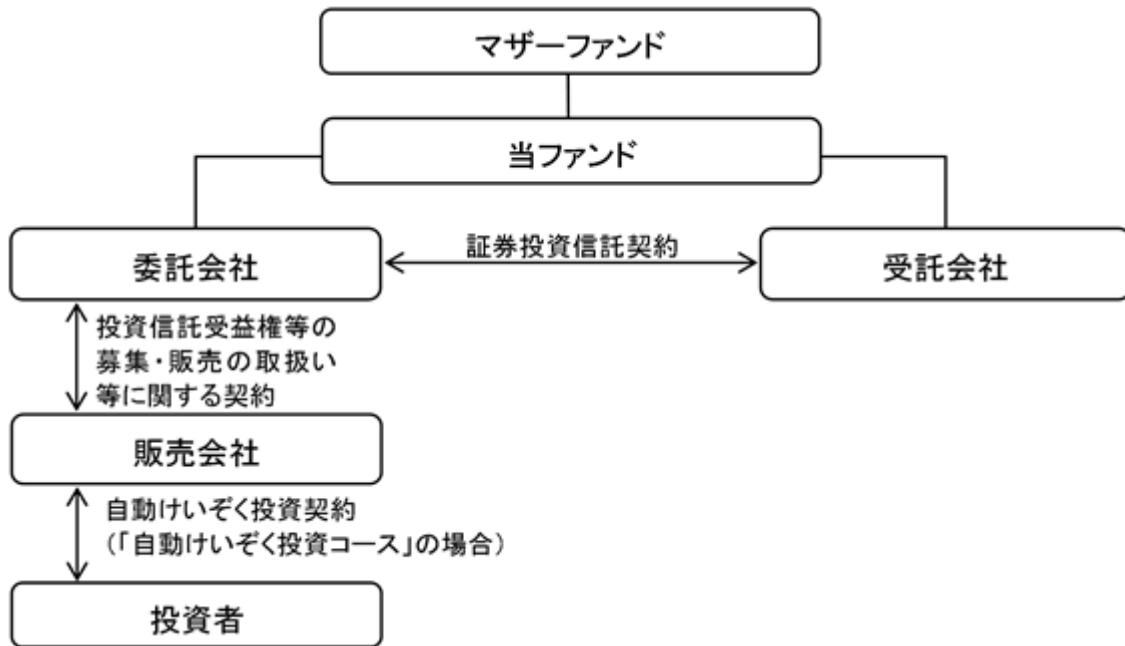 マザーファンド
当ファンド
委託会社
証券投資信託契約
受託会社
投資信託受益権等の
募集・販売の取扱い
等に関する契約
販売会社
自動けいぞく投資契約
(「自動けいぞく投資コース」の場合)
投資者